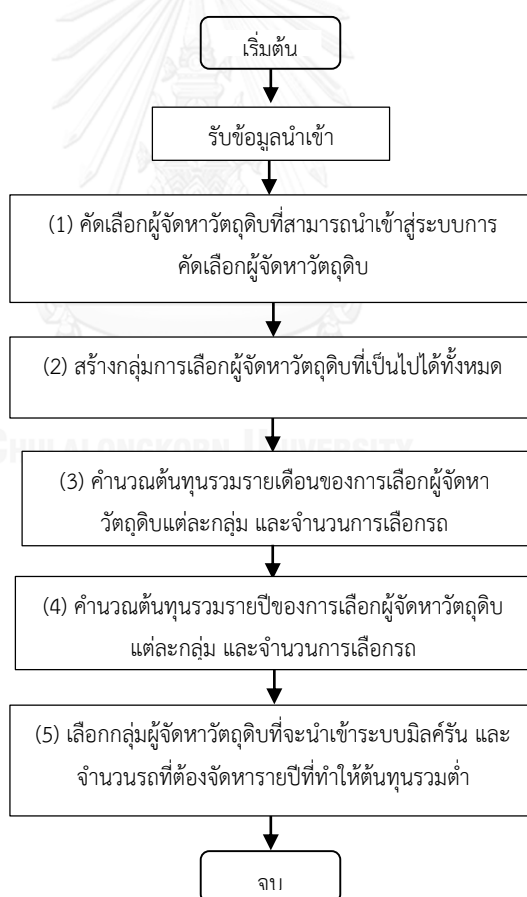 เริ่มต้น
รับข้อมูลนำเข้า
(1) คัดเลือกผู้จัดหาวัตถุดิบที่สามารถนำเข้าสู่ระบบการ
คัดเลือกผู้จัดหาวัตถุดิบ
(2) สร้างกลุ่มการเลือกผู้จัดหาวัตถุดิบที่เป็นไปได้ทั้งหมด
CHULALONGKORN UNIVERSITY
(3) คำนวณต้นทุนรวมรายเดือนของการเลือกผู้จัดหา
วัตถุดิบแต่ละกลุ่ม และจำนวนการเลือกรถ
(4) คำนวณต้นทุนรวมรายปีของการเลือกผู้จัดหาวัตถุดิบ
แต่ละกลุ่ม และจำนวนการเลือกรถ
(5) เลือกกลุ่มผู้จัดหาวัตถุดิบที่จะนำเข้าระบบมิลค์รัน และ
จำนวนรถที่ต้องจัดหารายปีที่ทำให้ต้นทุนรวมต่ำ
จบ